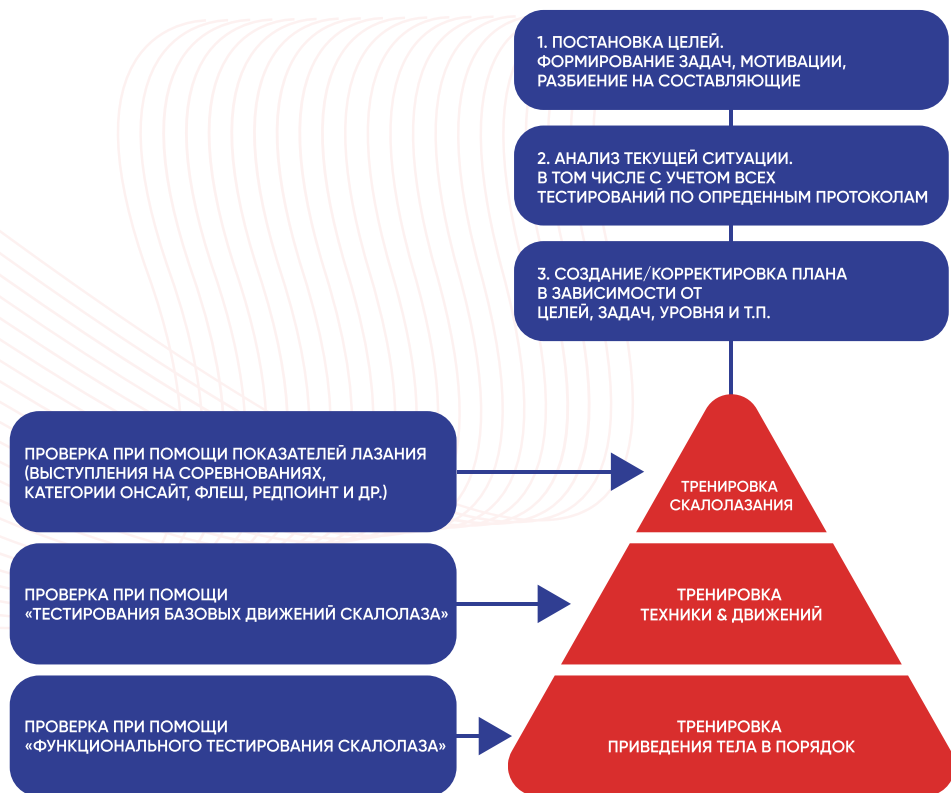 1. ПОСТАНОВКА ЦЕЛЕЙ.
ФОРМИРОВАНИЕ ЗАДАЧ, МОТИВАЦИИ,
РАЗБИЕНИЕ НА СОСТАВЛЯЮЩИЕ
2. АНАЛИЗ ТЕКУЩЕЙ СИТУАЦИИ.
В ТОМ ЧИСЛЕ С УЧЕТОМ ВСЕХ
ТЕСТИРОВАНИЙ ПО ОПРЕДЕННЫМ ПРОТОКОЛАМ
3. СОЗДАНИЕ/КОРРЕКТИРОВКА ПЛАНА
В ЗАВИСИМОСТИ ОТ
ЦЕЛЕЙ, ЗАДАЧ, УРОВНЯ И Т.П.
ПРОВЕРКА ПРИ ПОМОЩИ ПОКАЗАТЕЛЕЙ ЛАЗАНИЯ
(ВЫСТУПЛЕНИЯ НА СОРЕВНОВАНИЯХ,
КАТЕГОРИИ ОНСАЙТ, ФЛЕШ, РЕДПОИНТ И ДР.)
ТРЕНИРОВКА
СКАЛОЛАЗАНИЯ
ПРОВЕРКА ПРИ ПОМОЩИ
«ТЕСТИРОВАНИЯ БАЗОВЫХ ДВИЖЕНИЙ СКАЛОЛАЗА»
ТРЕНИРОВКА
ТЕХНИКИ & ДВИЖЕНИЙ
ПРОВЕРКА ПРИ ПОМОЩИ
«ФУНКЦИОНАЛЬНОГО ТЕСТИРОВАНИЯ СКАЛОЛАЗА»
ТРЕНИРОВКА
ПРИВЕДЕНИЯ ТЕЛА В ПОРЯДОК